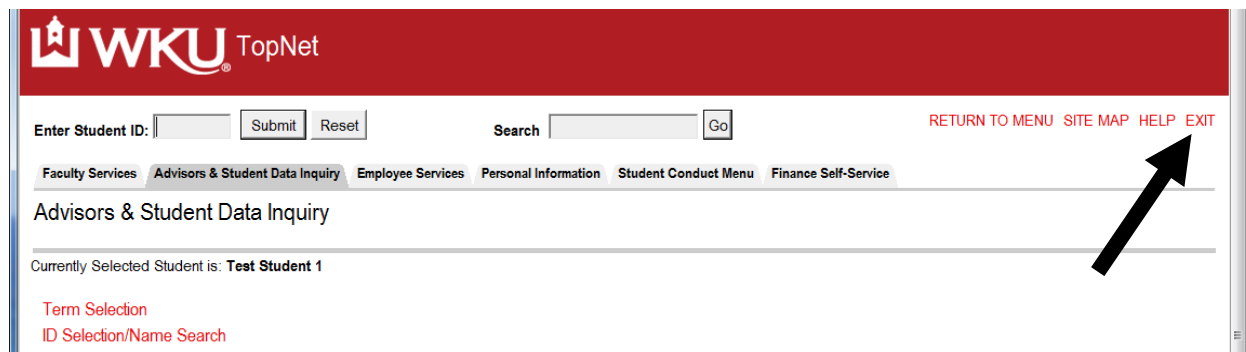 WKU® TopNet
Enter Student ID: Submit Reset Search Go RETURN TO MENU SITE MAP HELP EXIT
Faculty Services Advisors & Student Data Inquiry Employee Services Personal Information Student Conduct Menu Finance Self-Service
Advisors & Student Data Inquiry
Currently Selected Student is: Test Student 1
Term Selection
ID Selection/Name Search